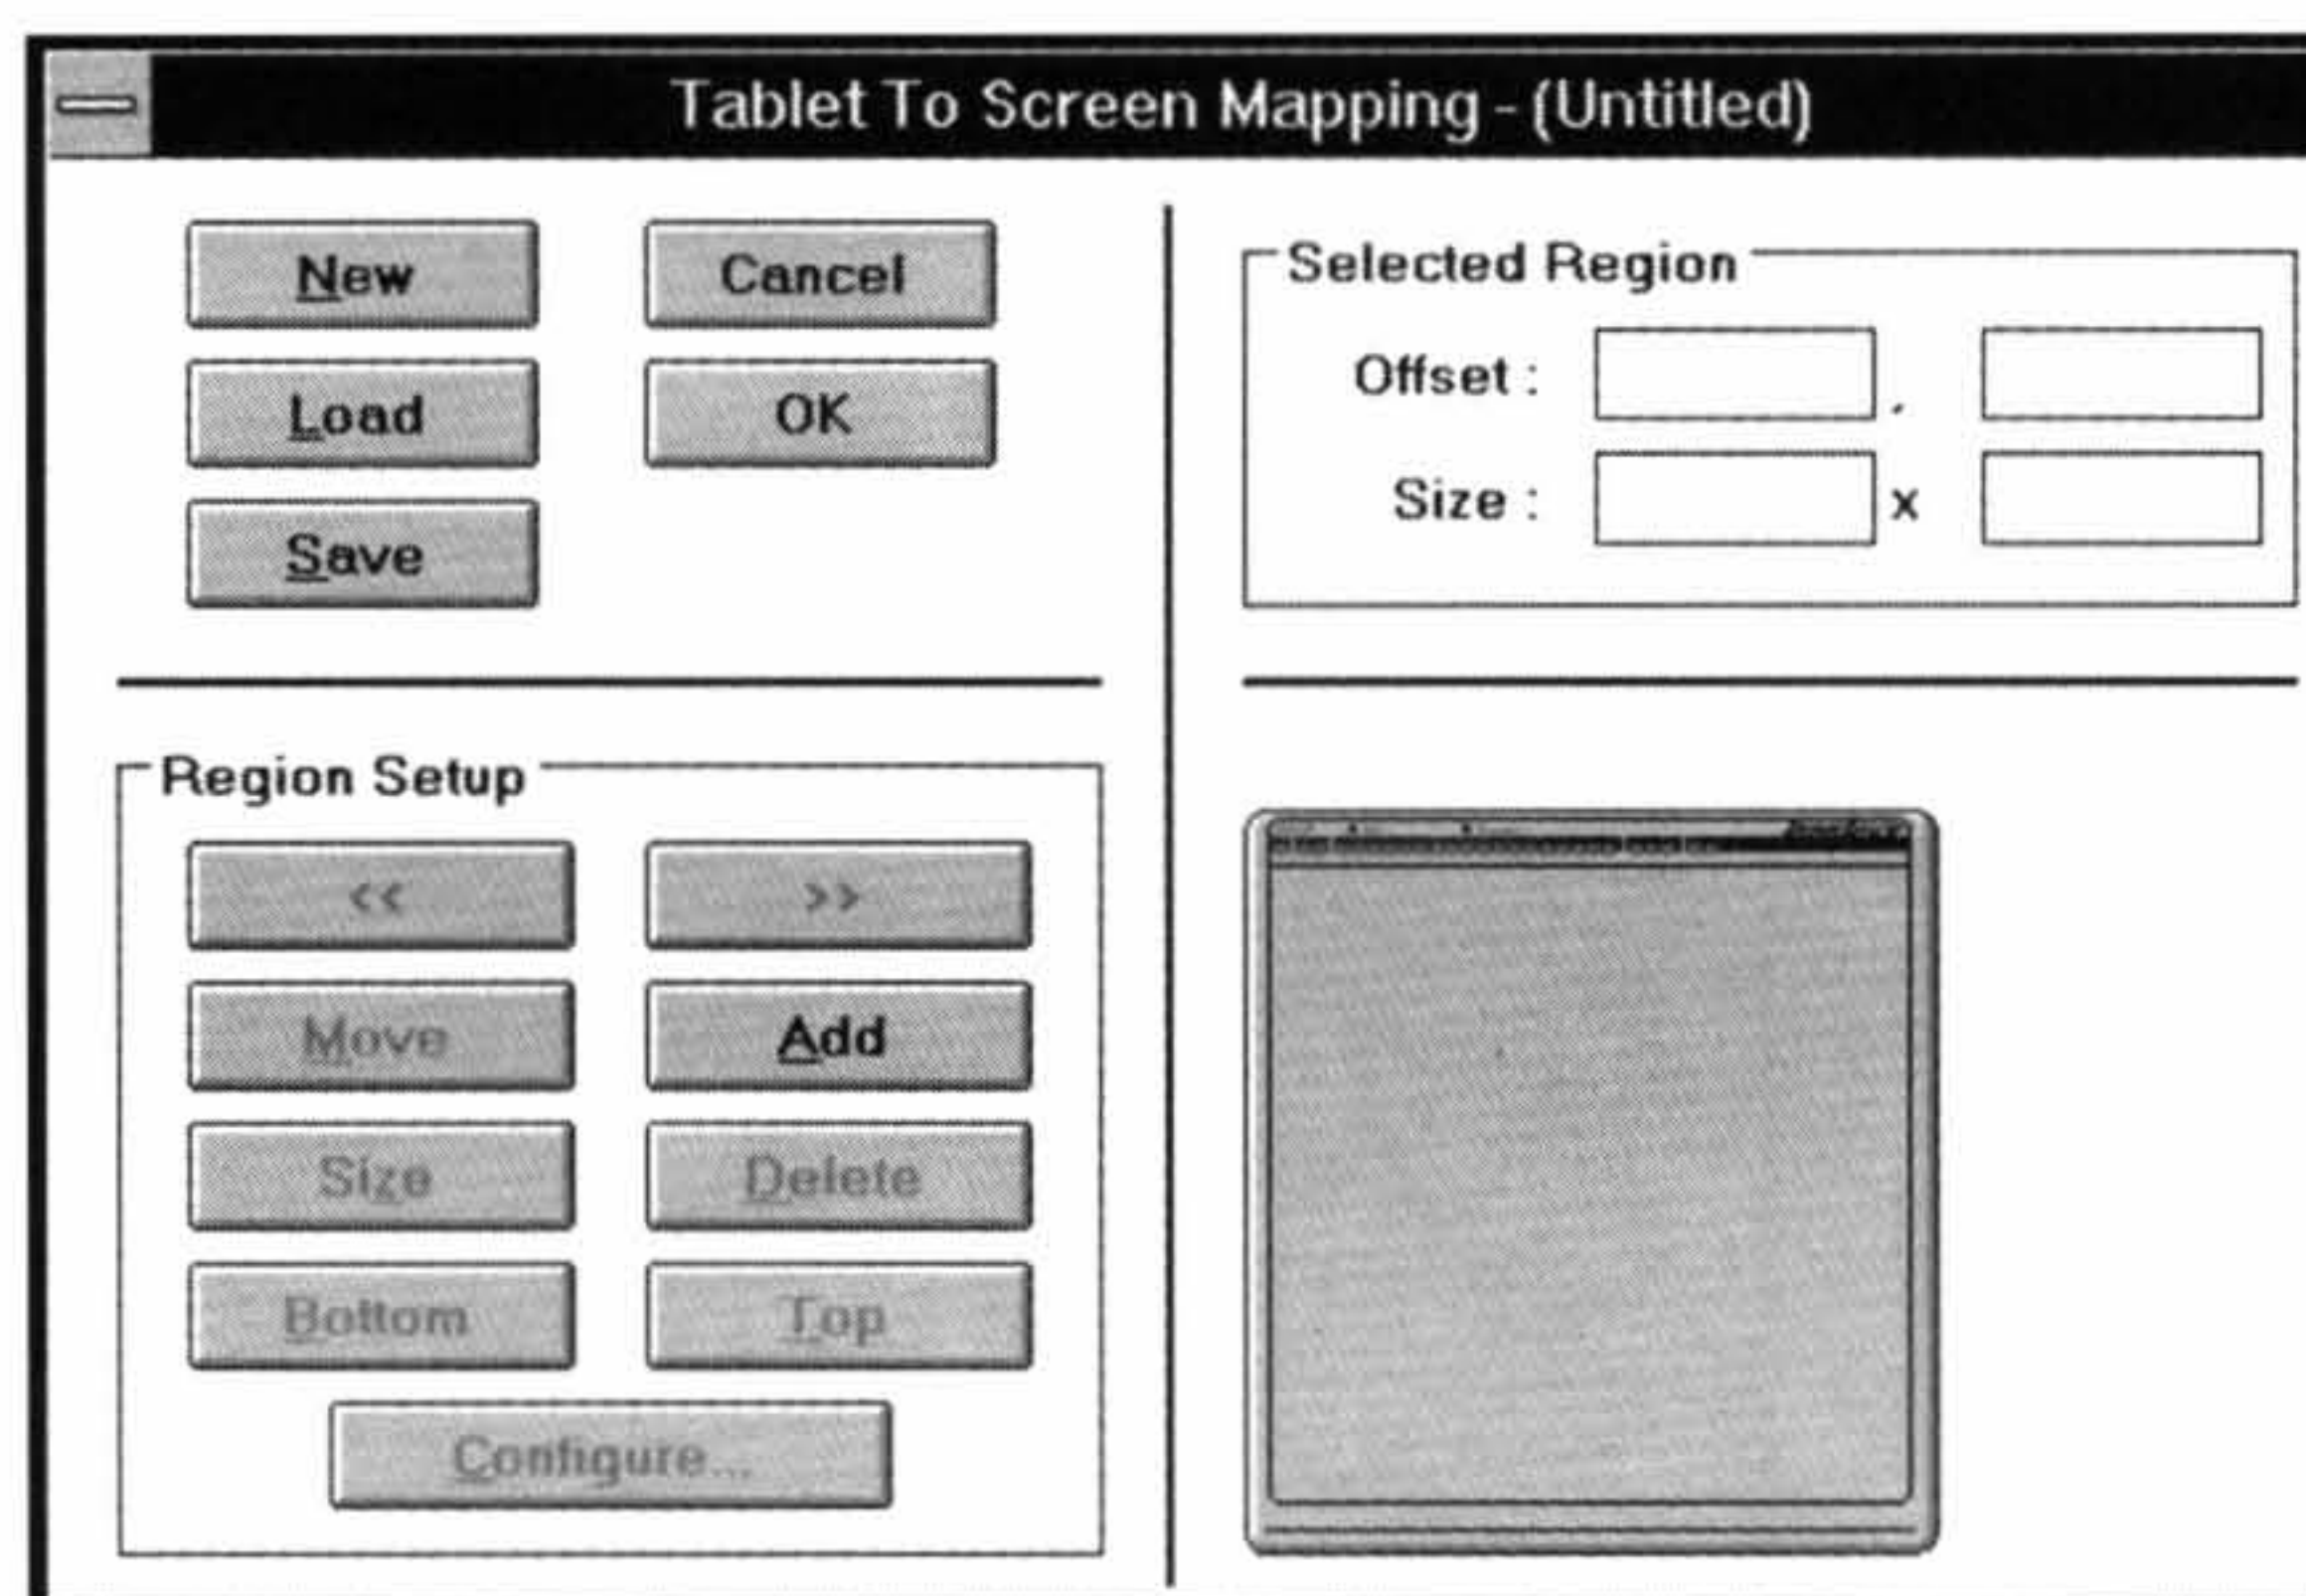 Tablet To Screen Mapping - (Untitled)
New
Cancel
Load
OK
Save
Selected Region
Offset :
,
Size :
x
Region Setup
<<
>>
Move
Add
Size
Delete
Bottom
Top
Configure...